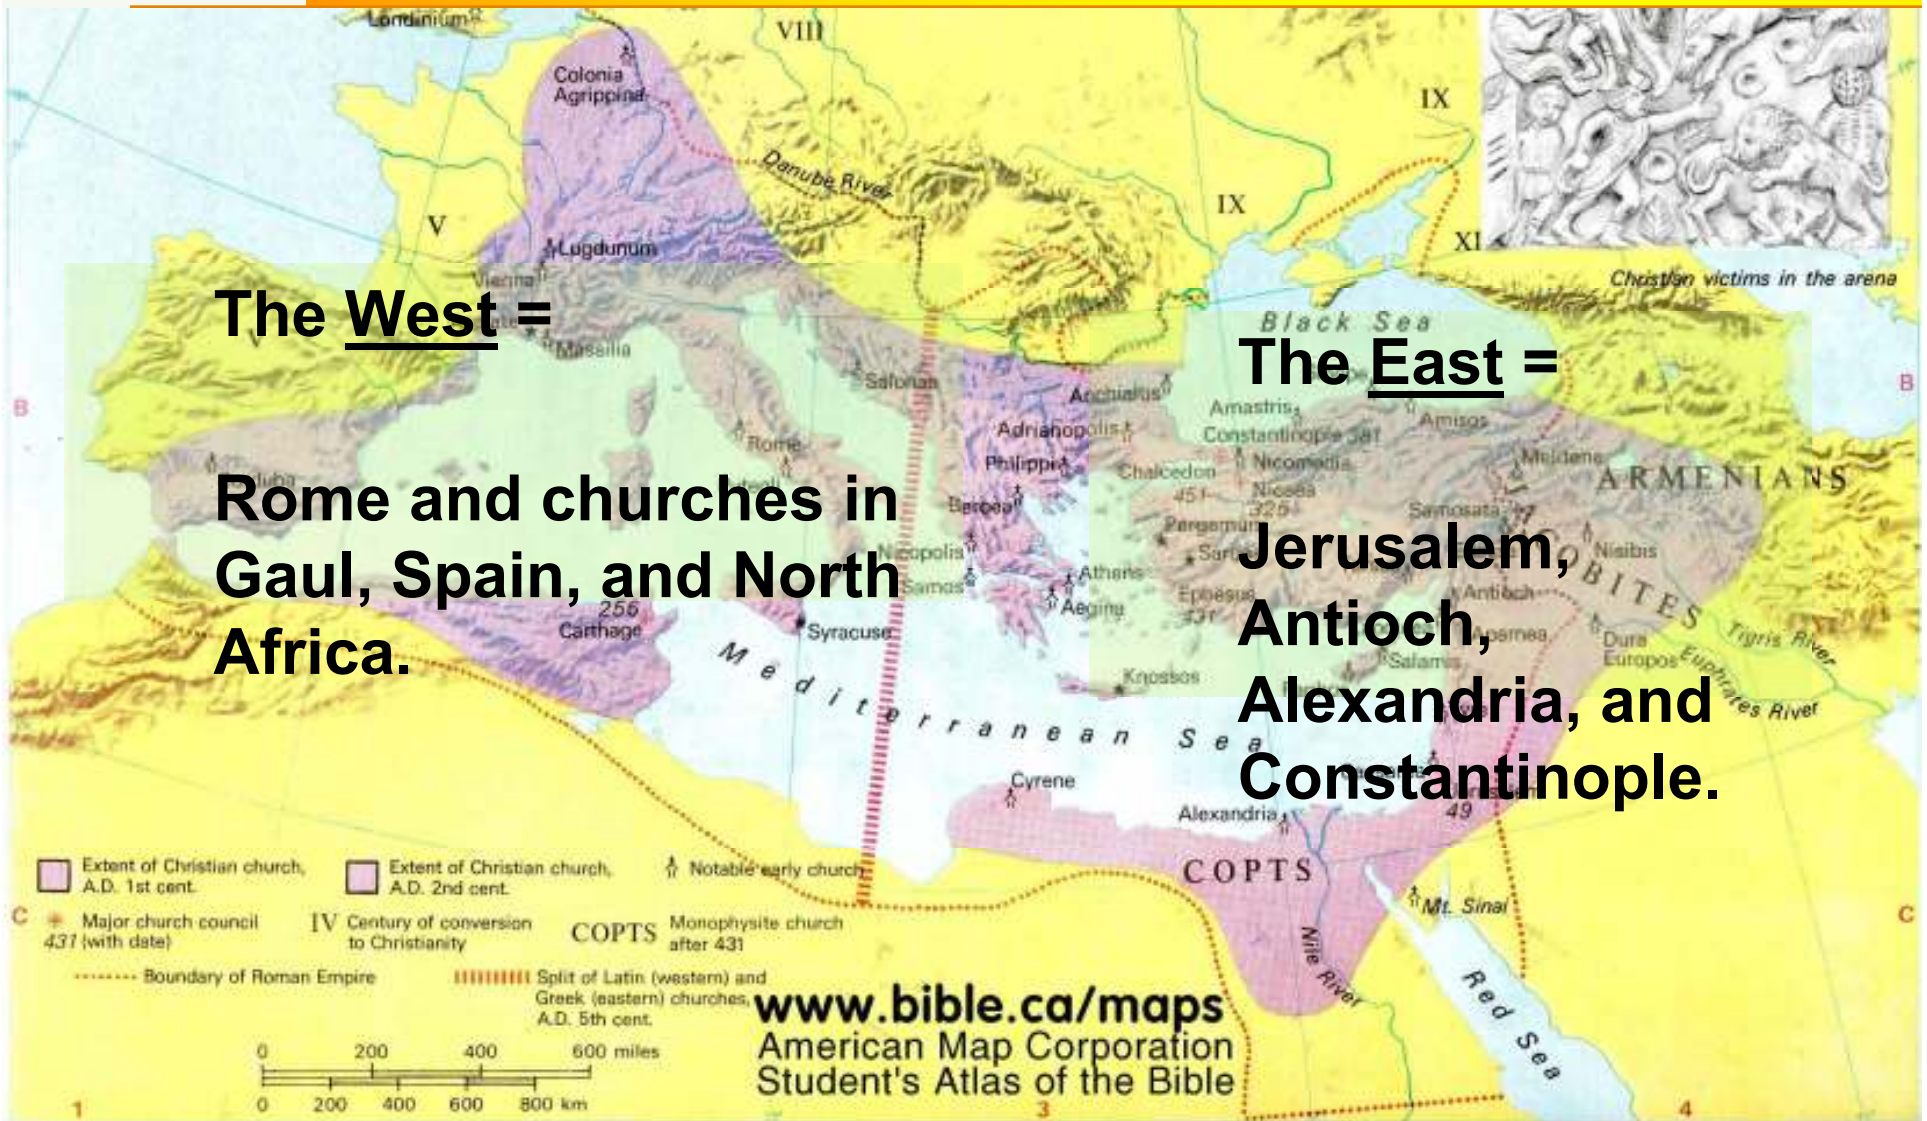 Londinium
VIII
Colonia
Agrippina
IX
Danube River
V
IX
XI
Lugdunum
Christian victims in the arena
Vienna
The West =
Black Sea
The East =
Massilia
Salonae
Anchialus
B
B
Amastris
Amisos
Adrianopolis
Constantinople 381
Rome
Philippi
Chalcedon
451
Nicomedia
Melitene
ARMENIANS
Nicaea
325
Rome and churches in
Gaul, Spain, and North
Africa.
Beroea
Pergamum
Samosata
Jerusalem,
Antioch,
Alexandria, and
Constantinople.
Nicopolis
Nisibis
Samos
Athens
Aegina
Ephesus
431
Antioch
Apamea
256
Carthage
Syracuse
Dura
Europos
Tigris River
Euphrates River
Salamis
Mediterranean Sea
Knossos
Cyrene
Alexandria
49
COPTS
Mt. Sinai
Nile River
Red Sea
Extent of Christian church,
A.D. 1st cent.
Extent of Christian church,
A.D. 2nd cent.
Notable early church
C
C
Major church council
431 (with date)
IV Century of conversion
to Christianity
COPTS Monophysite church
after 431
Boundary of Roman Empire
Split of Latin (western) and
Greek (eastern) churches,
A.D. 5th cent.
www.bible.ca/maps
American Map Corporation
Student's Atlas of the Bible
0 200 400 600 miles
0 200 400 600 800 km
1
3
4